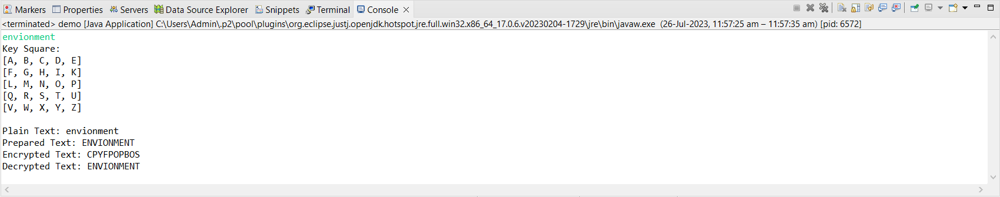 Markers Properties Servers Data Source Explorer Snippets Terminal Console
<terminated> demo [Java Application] C:\Users\Admin\.p2\pool\plugins\org.eclipse.justj.openjdk.hotspot.jre.full.win32.x86_64_17.0.6.v20230204-1729\jre\bin\javaw.exe (26-Jul-2023, 11:57:25 am – 11:57:35 am) [pid: 6572]
envionment
Key Square:
[A, B, C, D, E]
[F, G, H, I, K]
[L, M, N, O, P]
[Q, R, S, T, U]
[V, W, X, Y, Z]
Plain Text: envionment
Prepared Text: ENVIONMENT
Encrypted Text: CPYFPOPBOS
Decrypted Text: ENVIONMENT